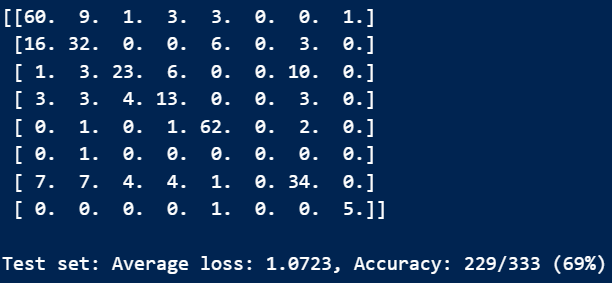 [[60. 9. 1. 3. 3. 0. 0. 1.]
[16. 32. 0. 0. 6. 0. 3. 0.]
[ 1. 3. 23. 6. 0. 0. 10. 0.]
[ 3. 3. 4. 13. 0. 0. 3. 0.]
[ 0. 1. 0. 1. 62. 0. 2. 0.]
[ 0. 1. 0. 0. 0. 0. 0. 0.]
[ 7. 7. 4. 4. 1. 0. 34. 0.]
[ 0. 0. 0. 0. 1. 0. 0. 5.]]
Test set: Average loss: 1.0723, Accuracy: 229/333 (69%)